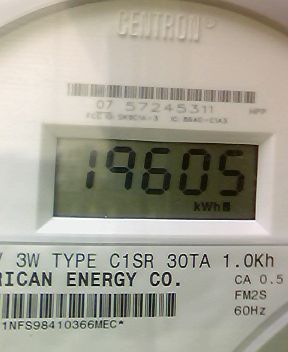 CENTRON®
07 57245311 HPP
19605
kWh
V 3W TYPE C1SR 30TA 1.0Kh
RICAN ENERGY CO.
CA 0.5
FM2S
60Hz
1NFS98410366MEC*